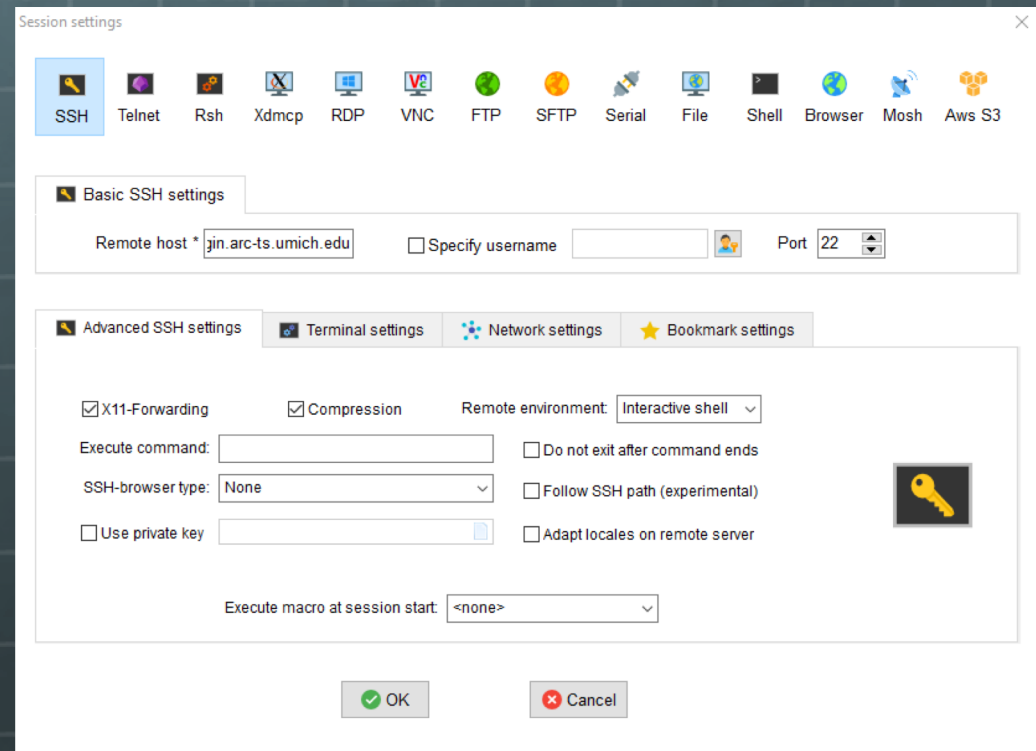 Session settings
SSH Telnet Rsh Xdmcp RDP VNC FTP SFTP Serial File Shell Browser Mosh Aws S3
Basic SSH settings
Remote host * gin.arc-ts.umich.edu Specify username Port 22
Advanced SSH settings Terminal settings Network settings Bookmark settings
X11-Forwarding Compression Remote environment: Interactive shell
Execute command: Do not exit after command ends
SSH-browser type: None Follow SSH path (experimental)
Use private key Adapt locales on remote server
Execute macro at session start: <none>
OK Cancel